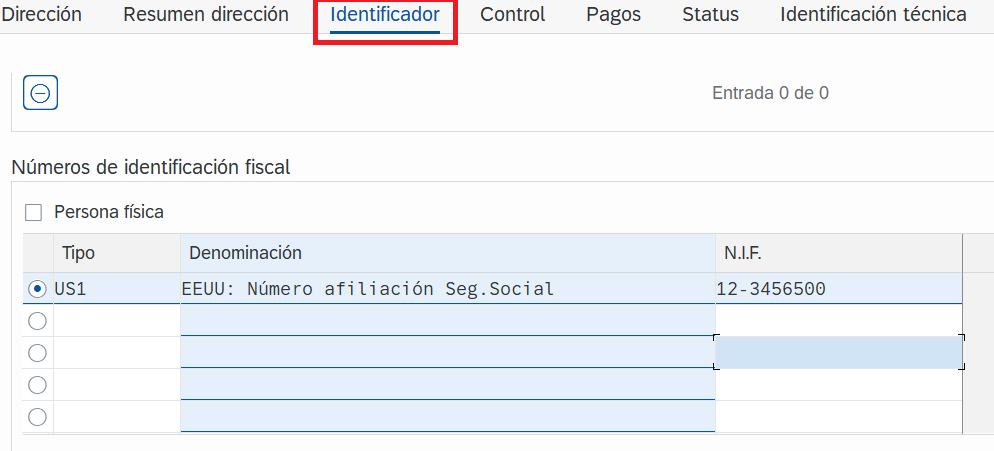 Dirección Resumen dirección Identificador Control Pagos Status Identificación técnica
Entrada 0 de 0
Números de identificación fiscal
Persona física
Tipo Denominación N.I.F.
US1 EEUU: Número afiliación Seg.Social 12-3456500